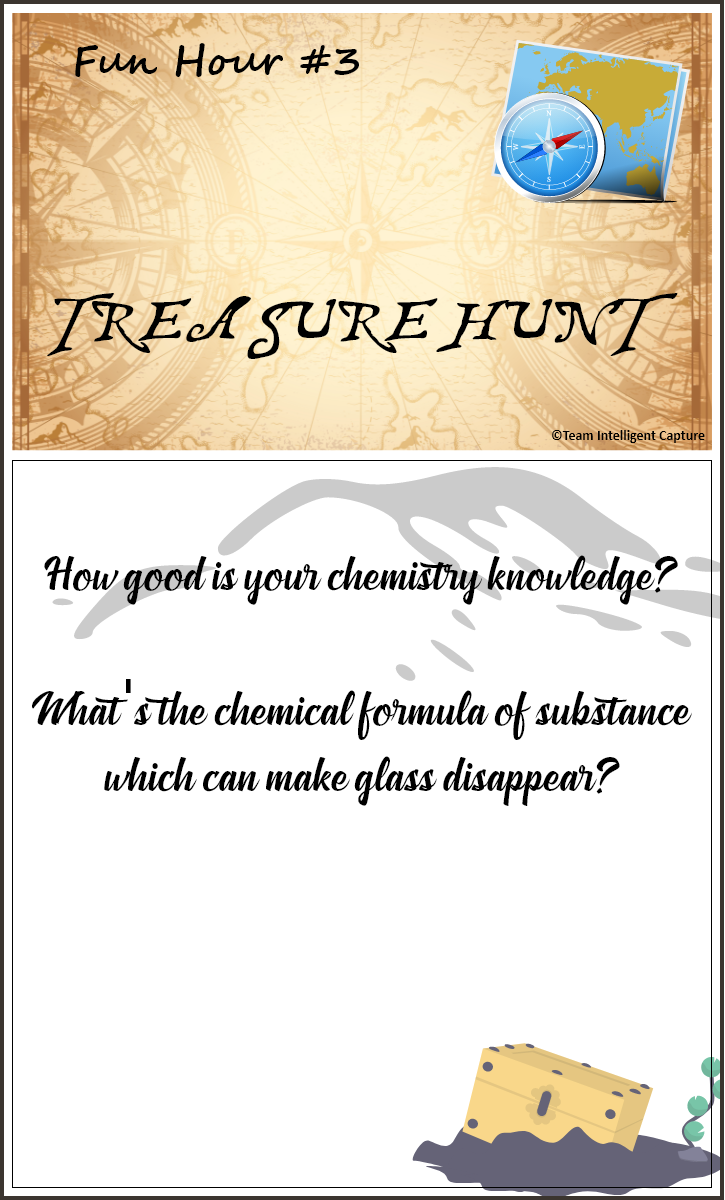 Fun Hour #3
N
E
S
W
E
W
TREASURE HUNT
©Team Intelligent Capture
How good is your chemistry knowledge?
What's the chemical formula of substance
which can make glass disappear?